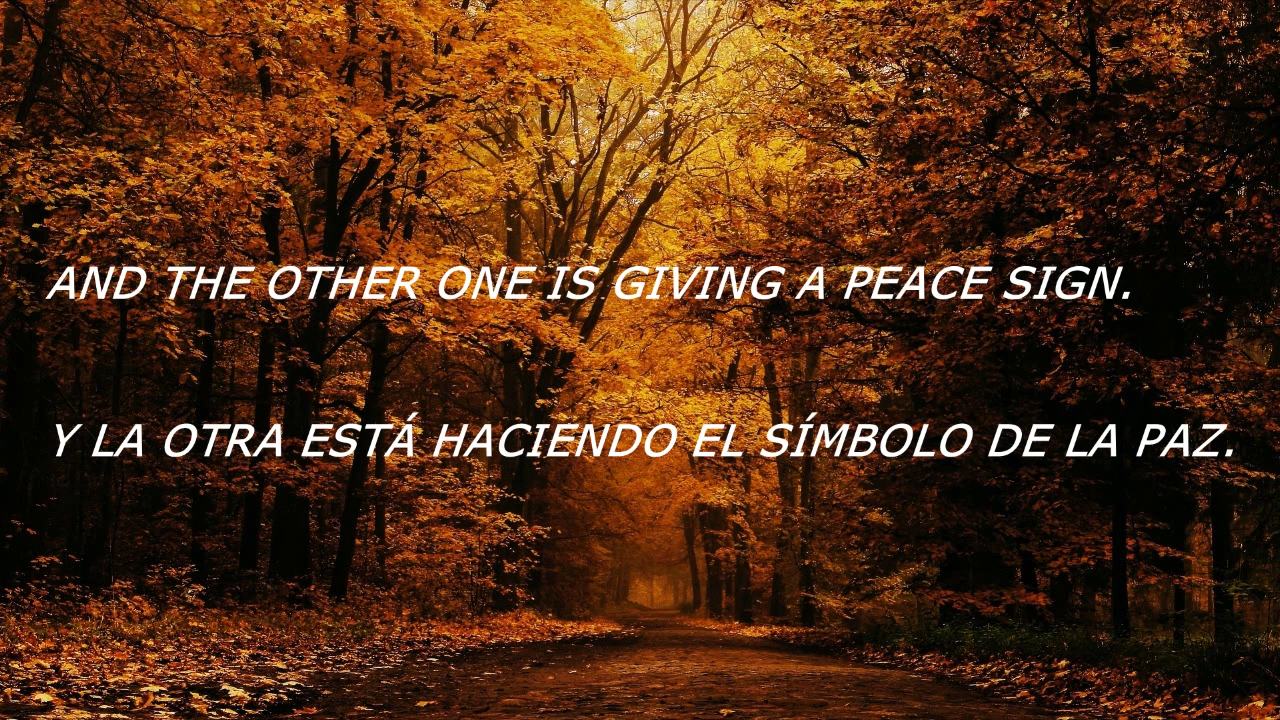 AND THE OTHER ONE IS GIVING A PEACE SIGN.
Y LA OTRA ESTÁ HACIENDO EL SÍMBOLO DE LA PAZ.